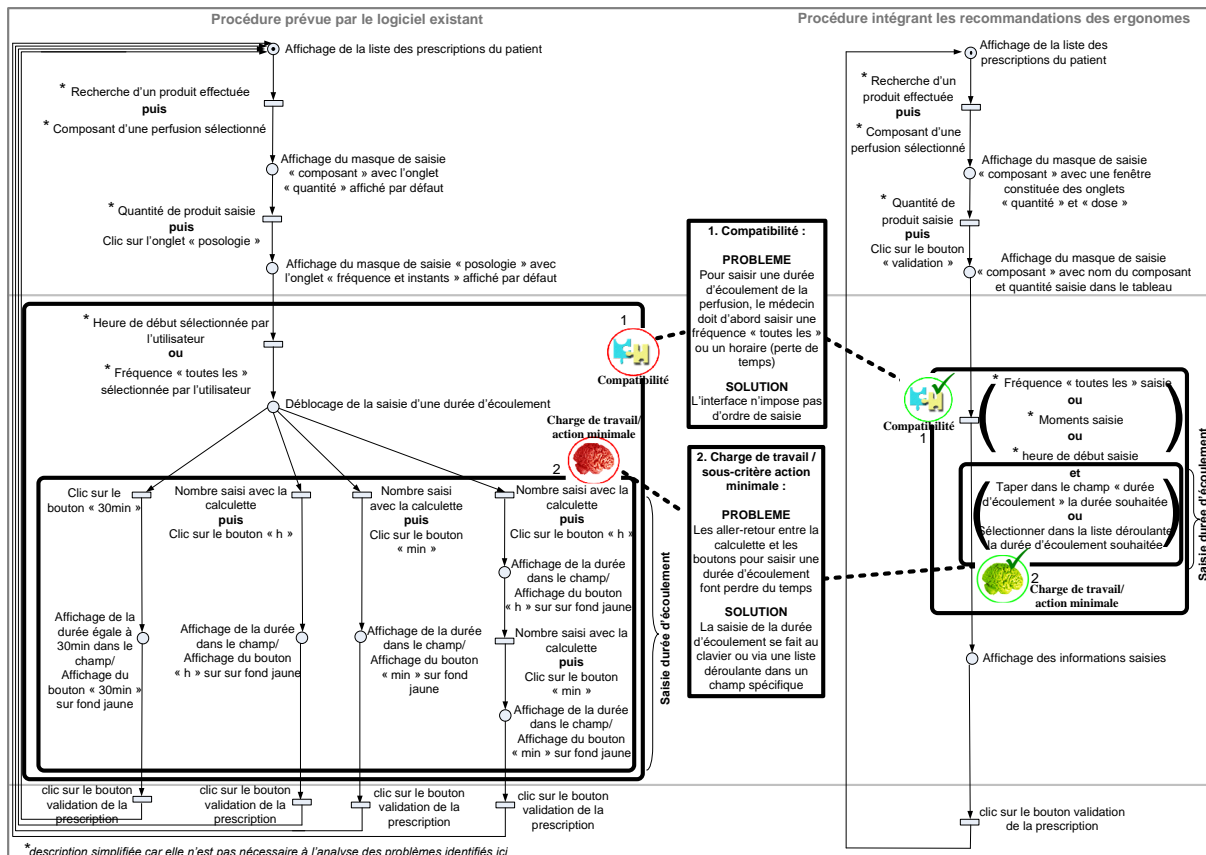 Procédure prévue par le logiciel existant
Affichage de la liste des prescriptions du patient
* Recherche d'un produit effectuée
puis
* Composant d'une perfusion sélectionné
Affichage du masque de saisie
« composant » avec l'onglet
« quantité » affiché par défaut
* Quantité de produit saisie
puis
Clic sur l'onglet « posologie »
Affichage du masque de saisie « posologie » avec
l'onglet « fréquence et instants » affiché par défaut
* Heure de début sélectionnée par
l'utilisateur
ou
* Fréquence « toutes les »
sélectionnée par l'utilisateur
1
Compatibilité
Déblocage de la saisie d'une durée d'écoulement
Charge de travail/
action minimale
2
Clic sur le
bouton « 30min »
Affichage de la
durée égale à
30min dans le
champ/
Affichage du
bouton « 30min »
sur fond jaune
clic sur le bouton
validation de la
prescription
Nombre saisi avec la
calculette
puis
Clic sur le bouton « h »
Affichage de la durée
dans le champ/
Affichage du bouton
« h » sur sur fond jaune
clic sur le bouton
validation de la
prescription
Nombre saisi
avec la calculette
puis
Clic sur le bouton
« min »
Affichage de la durée
dans le champ/
Affichage du bouton
« min » sur fond
jaune
clic sur le bouton
validation de la
prescription
Nombre saisi avec la
calculette
puis
Clic sur le bouton « h »
Affichage de la durée
dans le champ/
Affichage du bouton
« h » sur sur fond jaune
Nombre saisi avec la
calculette
puis
Clic sur le bouton
« min »
Affichage de la durée
dans le champ/
Affichage du bouton
« min » sur fond jaune
clic sur le bouton
validation de la
prescription
Saisie durée d'écoulement
*description simplifiée car elle n'est pas nécessaire à l'analyse des problèmes identifiés ici
1. Compatibilité :
PROBLEME
Pour saisir une durée
d'écoulement de la
perfusion, le médecin
doit d'abord saisir une
fréquence « toutes les »
ou un horaire (perte de
temps)
SOLUTION
L'interface n'impose pas
d'ordre de saisie
2. Charge de travail /
sous-critère action
minimale :
PROBLEME
Les aller-retour entre la
calculette et les
boutons pour saisir une
durée d'écoulement
font perdre du temps
SOLUTION
La saisie de la durée
d'écoulement se fait au
clavier ou via une liste
déroulante dans un
champ spécifique
Procédure intégrant les recommandations des ergonomes
Affichage de la liste des
prescriptions du patient
* Recherche d'un
produit effectuée
puis
* Composant d'une
perfusion sélectionné
Affichage du masque de saisie
« composant » avec une fenêtre
constituée des onglets
« quantité » et « dose »
* Quantité de
produit saisie
puis
Clic sur le bouton
« validation »
Affichage du masque de saisie
« composant » avec nom du composant
et quantité saisie dans le tableau
Compatibilité
1
* Fréquence « toutes les » saisie
ou
* Moments saisie
ou
* heure de début saisie
et
Taper dans le champ « durée
d'écoulement » la durée souhaitée
ou
Sélectionner dans la liste déroulante
la durée d'écoulement souhaitée
2
Charge de travail/
action minimale
Saisie durée d'écoulement
Affichage des informations saisies
clic sur le bouton validation
de la prescription